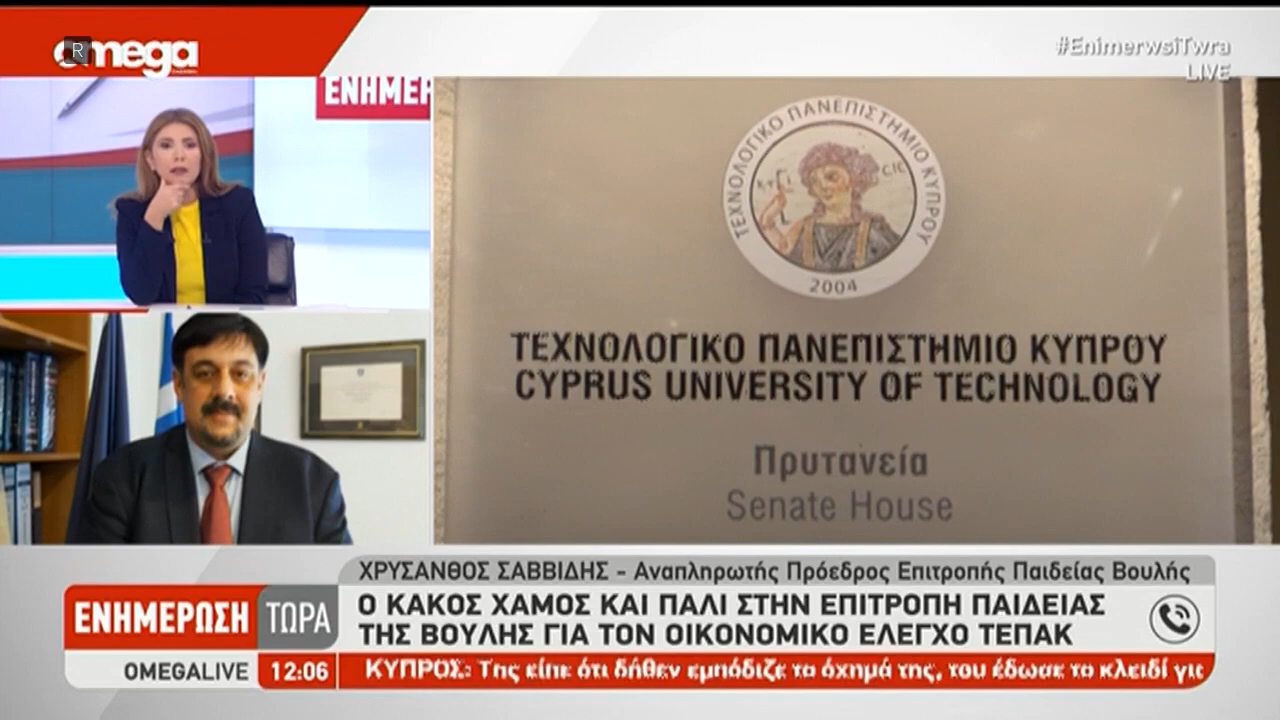 omega
R
#EnimerwsiTwra
LIVE
ΕΝΗΜΕΡ
ΤΕΧΝΟΛΟΓΙΚΟ ΠΑΝΕΠΙΣΤΗΜΙΟ ΚΥΠΡΟΥ
2004
ΤΕΧΝΟΛΟΓΙΚΟ ΠΑΝΕΠΙΣΤΗΜΙΟ ΚΥΠΡΟΥ
CYPRUS UNIVERSITY OF TECHNOLOGY
Πρυτανεία
Senate House
ΧΡΥΣΑΝΘΟΣ ΣΑΒΒΙΔΗΣ - Αναπληρωτής Πρόεδρος Επιτροπής Παιδείας Βουλής
Ο ΚΑΚΟΣ ΧΑΜΟΣ ΚΑΙ ΠΑΛΙ ΣΤΗΝ ΕΠΙΤΡΟΠΗ ΠΑΙΔΕΙΑΣ
ΤΗΣ ΒΟΥΛΗΣ ΓΙΑ ΤΟΝ ΟΙΚΟΝΟΜΙΚΟ ΕΛΕΓΧΟ ΤΕΠΑΚ
ΕΝΗΜΕΡΩΣΗ ΤΩΡΑ
OMEGALIVE 12:06 ΚΥΠΡΟΣ: Της είπε ότι δήθεν εμπόδιζε το όχημά της, του έδωσε το κλειδί γις